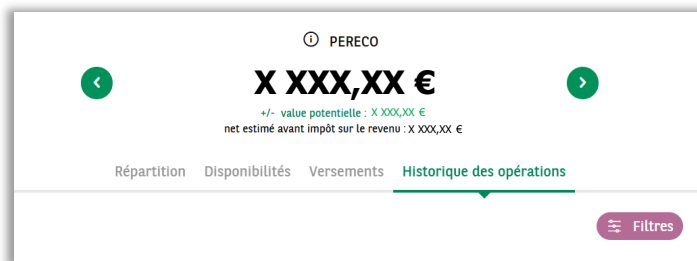 PERECO
X XXX,XX €
+/- value potentielle : X XXX,XX €
net estimé avant impôt sur le revenu : X XXX,XX €
Répartition Disponibilités Versements Historique des opérations
Filtres